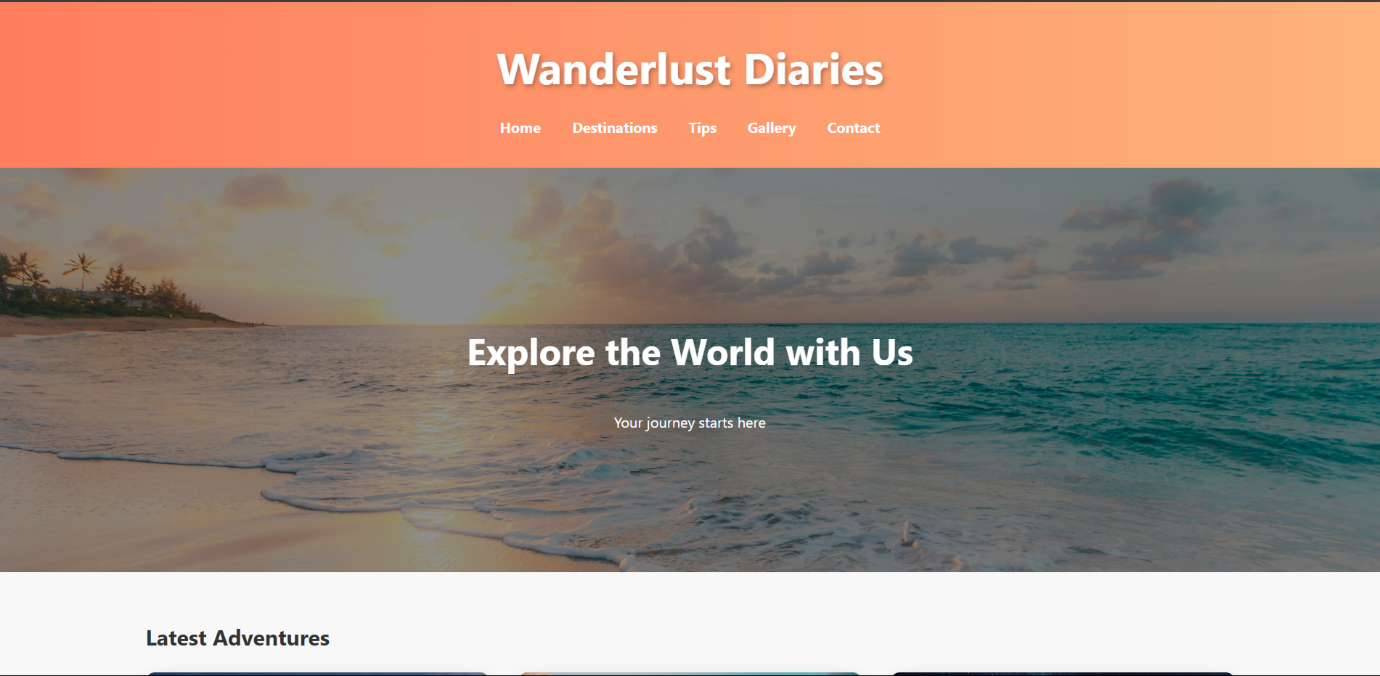 Wanderlust Diaries
Home Destinations Tips Gallery Contact
Explore the World with Us
Your journey starts here
Latest Adventures